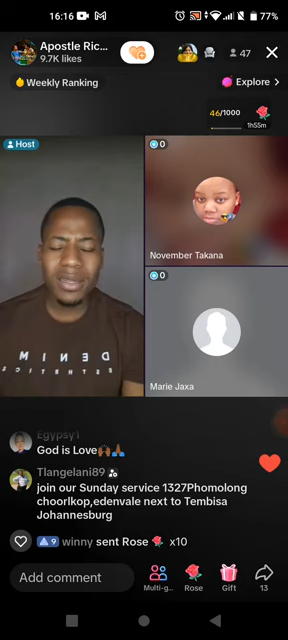 16:16
77%
Apostle Ric...
9.7K likes
47
Weekly Ranking
Explore >
46/1000
1h55m
Host
0
November Takana
0
Marie Jaxa
DENIM
Egypsy1
God is Love🙌🏾🙏🏾
Tlangelani89
join our Sunday service 1327Phomolong
choorlkop,edenvale next to Tembisa
Johannesburg
9 winny sent Rose 🌹 x10
Add comment
Multi-g...
Rose
Gift
13